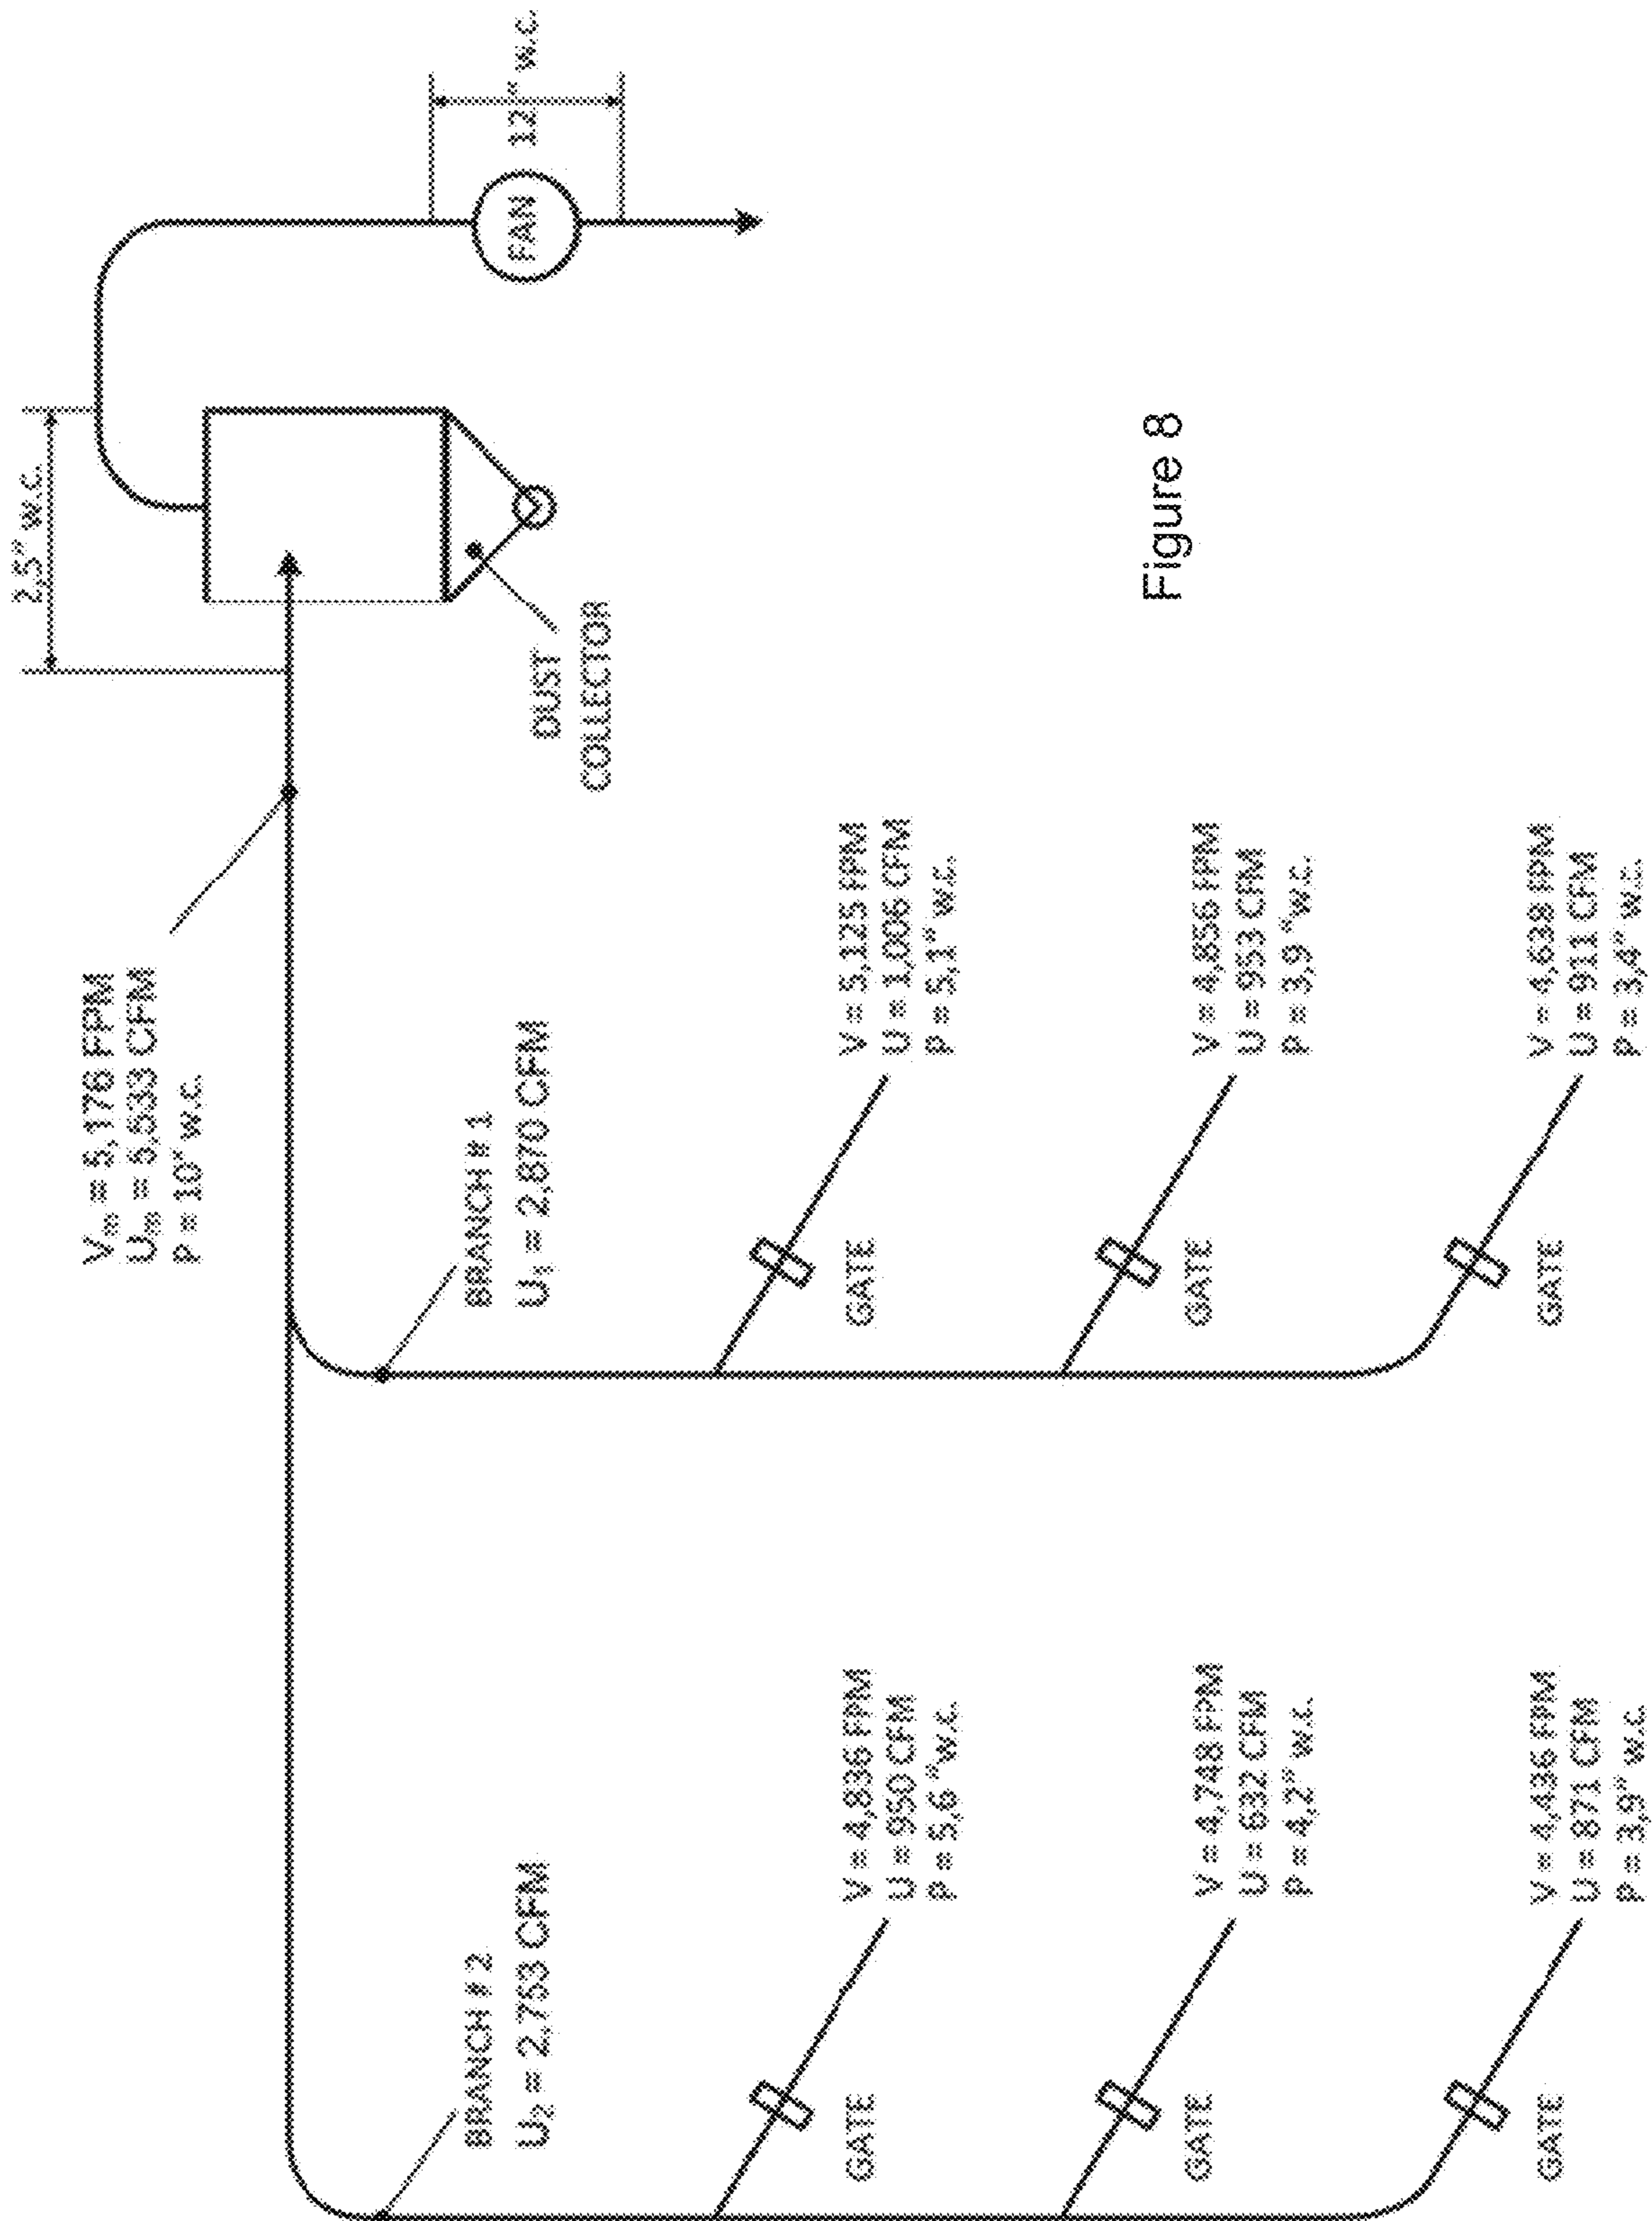 2,5" w.c.
FAN
12" w.c.
DUST
COLLECTOR
Vₘ = 5,176 FPM
Uₘ = 5,533 CFM
P = 10" w.c.
BRANCH # 1
U₁ = 2,870 CFM
V = 5,125 FPM
U = 1,006 CFM
P = 5,1" w.c.
GATE
V = 4,856 FPM
U = 953 CFM
P = 3,9 "w.c.
GATE
V = 4,638 FPM
U = 911 CFM
P = 3,4" w.c.
GATE
BRANCH # 2
U₂ = 2,753 CFM
V = 4,836 FPM
U = 950 CFM
P = 5,6 "w.c.
GATE
V = 4,748 FPM
U = 632 CFM
P = 4,2" w.c.
GATE
V = 4,436 FPM
U = 871 CFM
P = 3,9" w.c.
GATE
Figure 8